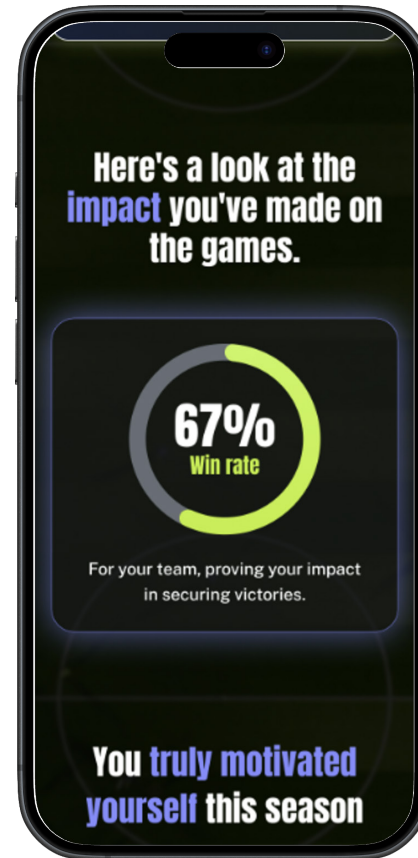 Here's a look at the
impact you've made on
the games.
67%
Win rate
For your team, proving your impact
in securing victories.
You truly motivated
yourself this season